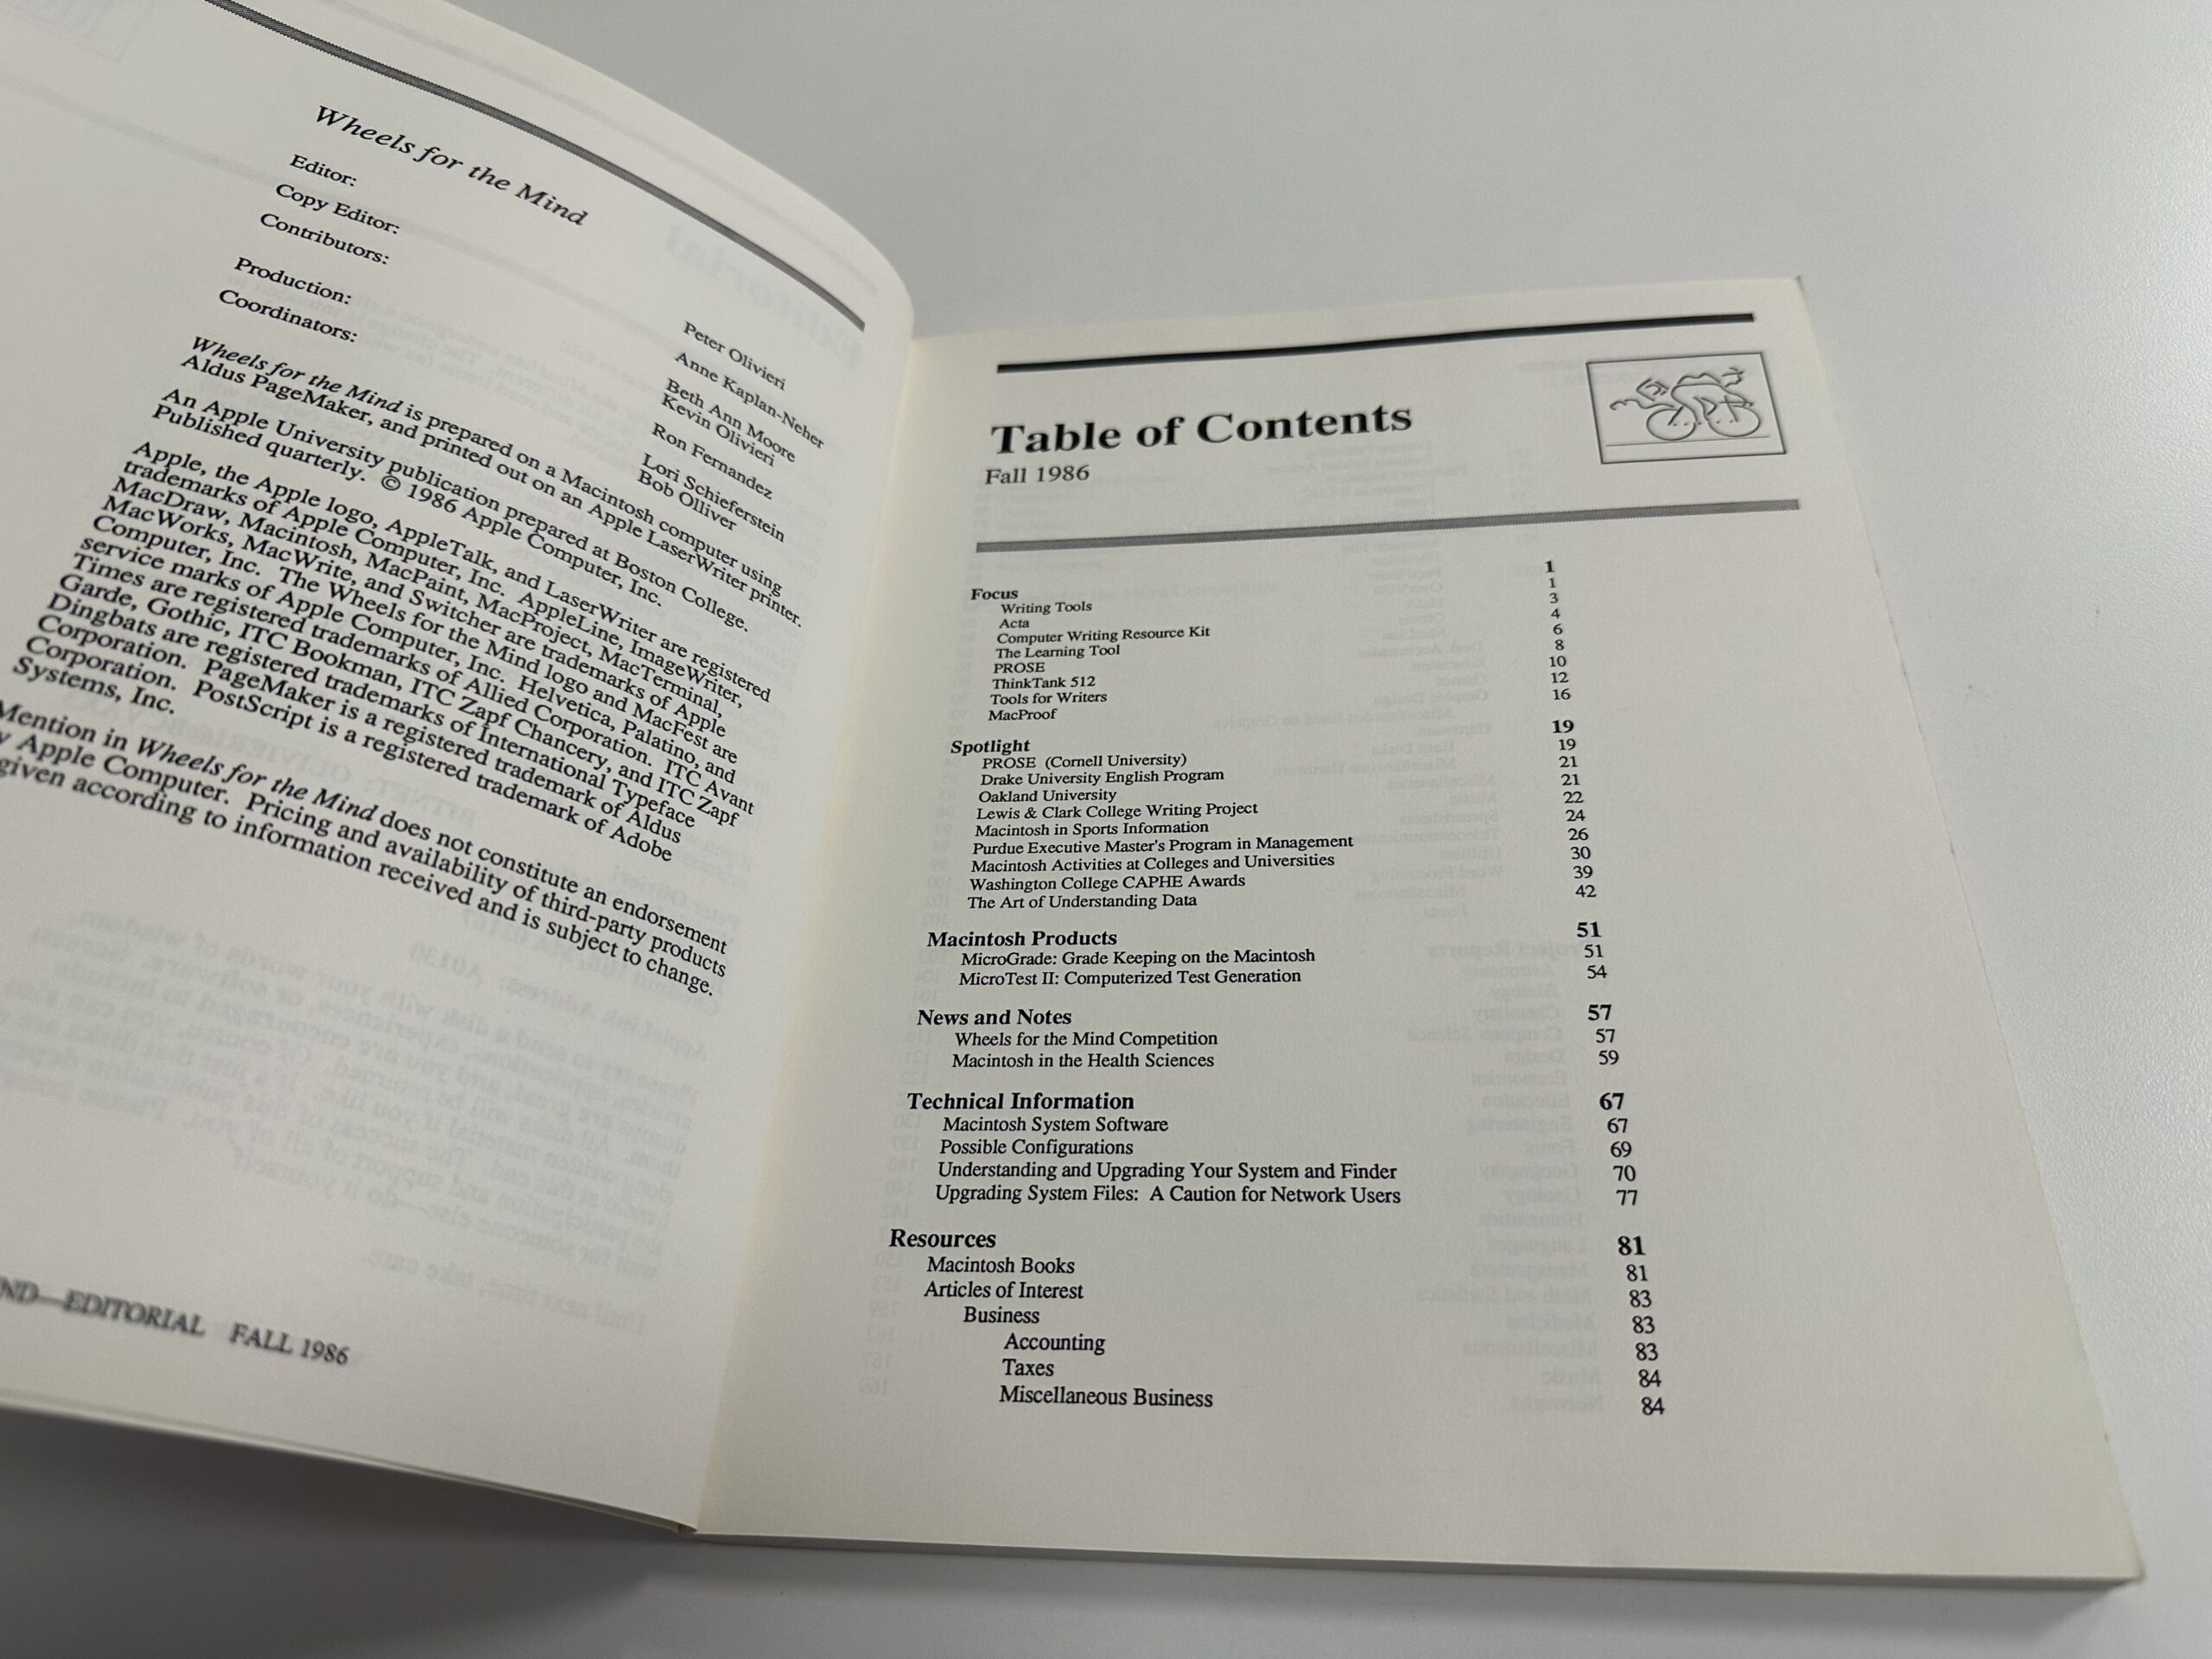 Wheels for the Mind
Editor: Peter Olivieri
Copy Editor: Anne Kaplan-Neher
Contributors: Beth Ann Moore
Kevin Olivieri
Production: Ron Fernandez
Coordinators: Lori Schieferstein
Bob Olliver
Wheels for the Mind is prepared on a Macintosh computer using
Aldus PageMaker, and printed out on an Apple LaserWriter printer.
An Apple University publication prepared at Boston College.
Published quarterly. © 1986 Apple Computer, Inc.
Apple, the Apple logo, AppleTalk, and LaserWriter are registered
trademarks of Apple Computer, Inc. AppleLine, ImageWriter,
MacDraw, Macintosh, MacPaint, MacProject, MacTerminal,
MacWorks, MacWrite, and Switcher are trademarks of Apple
Computer, Inc. The Wheels for the Mind logo and MacFest are
service marks of Apple Computer, Inc. Helvetica, Palatino, and
Times are registered trademarks of Allied Corporation. ITC Avant
Garde, Gothic, ITC Bookman, ITC Zapf Chancery, and ITC Zapf
Dingbats are registered trademarks of International Typeface
Corporation. PageMaker is a registered trademark of Aldus
Corporation. PostScript is a registered trademark of Adobe
Systems, Inc.
Mention in Wheels for the Mind does not constitute an endorsement
Apple Computer. Pricing and availability of third-party products
given according to information received and is subject to change.
EDITORIAL FALL 1986
Table of Contents
Fall 1986
Focus 1
Writing Tools 1
Acta 3
Computer Writing Resource Kit 4
The Learning Tool 6
PROSE 8
ThinkTank 512 10
Tools for Writers 12
MacProof 16
Spotlight 19
PROSE (Cornell University) 19
Drake University English Program 21
Oakland University 21
Lewis & Clark College Writing Project 22
Macintosh in Sports Information 24
Purdue Executive Master's Program in Management 26
Macintosh Activities at Colleges and Universities 30
Washington College CAPHE Awards 39
The Art of Understanding Data 42
Macintosh Products 51
MicroGrade: Grade Keeping on the Macintosh 51
MicroTest II: Computerized Test Generation 54
News and Notes 57
Wheels for the Mind Competition 57
Macintosh in the Health Sciences 59
Technical Information 67
Macintosh System Software 67
Possible Configurations 69
Understanding and Upgrading Your System and Finder 70
Upgrading System Files: A Caution for Network Users 77
Resources 81
Macintosh Books 81
Articles of Interest 83
Business 83
Accounting 83
Taxes 84
Miscellaneous Business 84